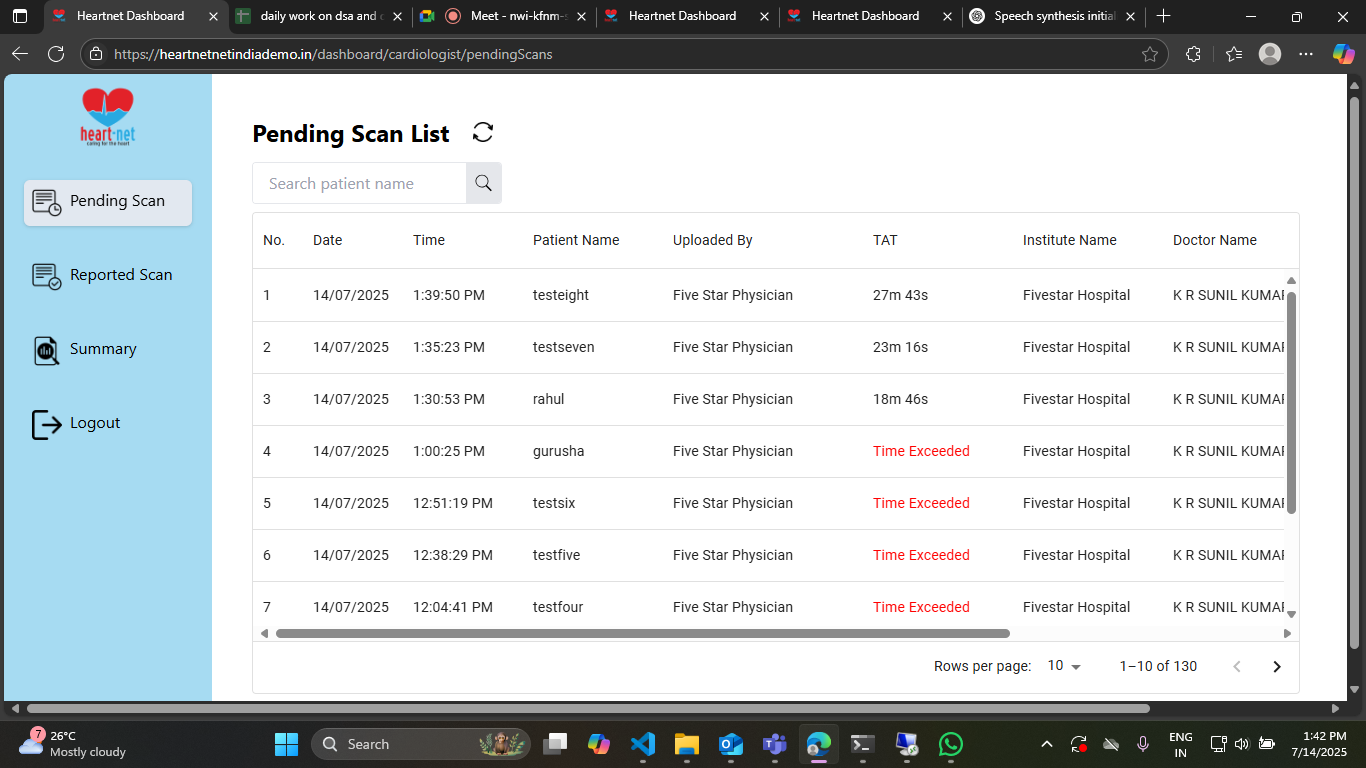 Heartnet Dashboard
daily work on dsa and
Meet - nwi-kfnm-
Heartnet Dashboard
Heartnet Dashboard
Speech synthesis initial
https://heartnetnetindiademo.in/dashboard/cardiologist/pendingScans
heart-net
caring for the heart
Pending Scan
Reported Scan
Summary
Logout
Pending Scan List
Search patient name
No. Date Time Patient Name Uploaded By TAT Institute Name Doctor Name
1 14/07/2025 1:39:50 PM testeight Five Star Physician 27m 43s Fivestar Hospital K R SUNIL KUMAR
2 14/07/2025 1:35:23 PM testseven Five Star Physician 23m 16s Fivestar Hospital K R SUNIL KUMAR
3 14/07/2025 1:30:53 PM rahul Five Star Physician 18m 46s Fivestar Hospital K R SUNIL KUMAR
4 14/07/2025 1:00:25 PM gurusha Five Star Physician Time Exceeded Fivestar Hospital K R SUNIL KUMAR
5 14/07/2025 12:51:19 PM testsix Five Star Physician Time Exceeded Fivestar Hospital K R SUNIL KUMAR
6 14/07/2025 12:38:29 PM testfive Five Star Physician Time Exceeded Fivestar Hospital K R SUNIL KUMAR
7 14/07/2025 12:04:41 PM testfour Five Star Physician Time Exceeded Fivestar Hospital K R SUNIL KUMAR
Rows per page: 10 1–10 of 130
7
26°C
Mostly cloudy
Search
ENG
IN
1:42 PM
7/14/2025